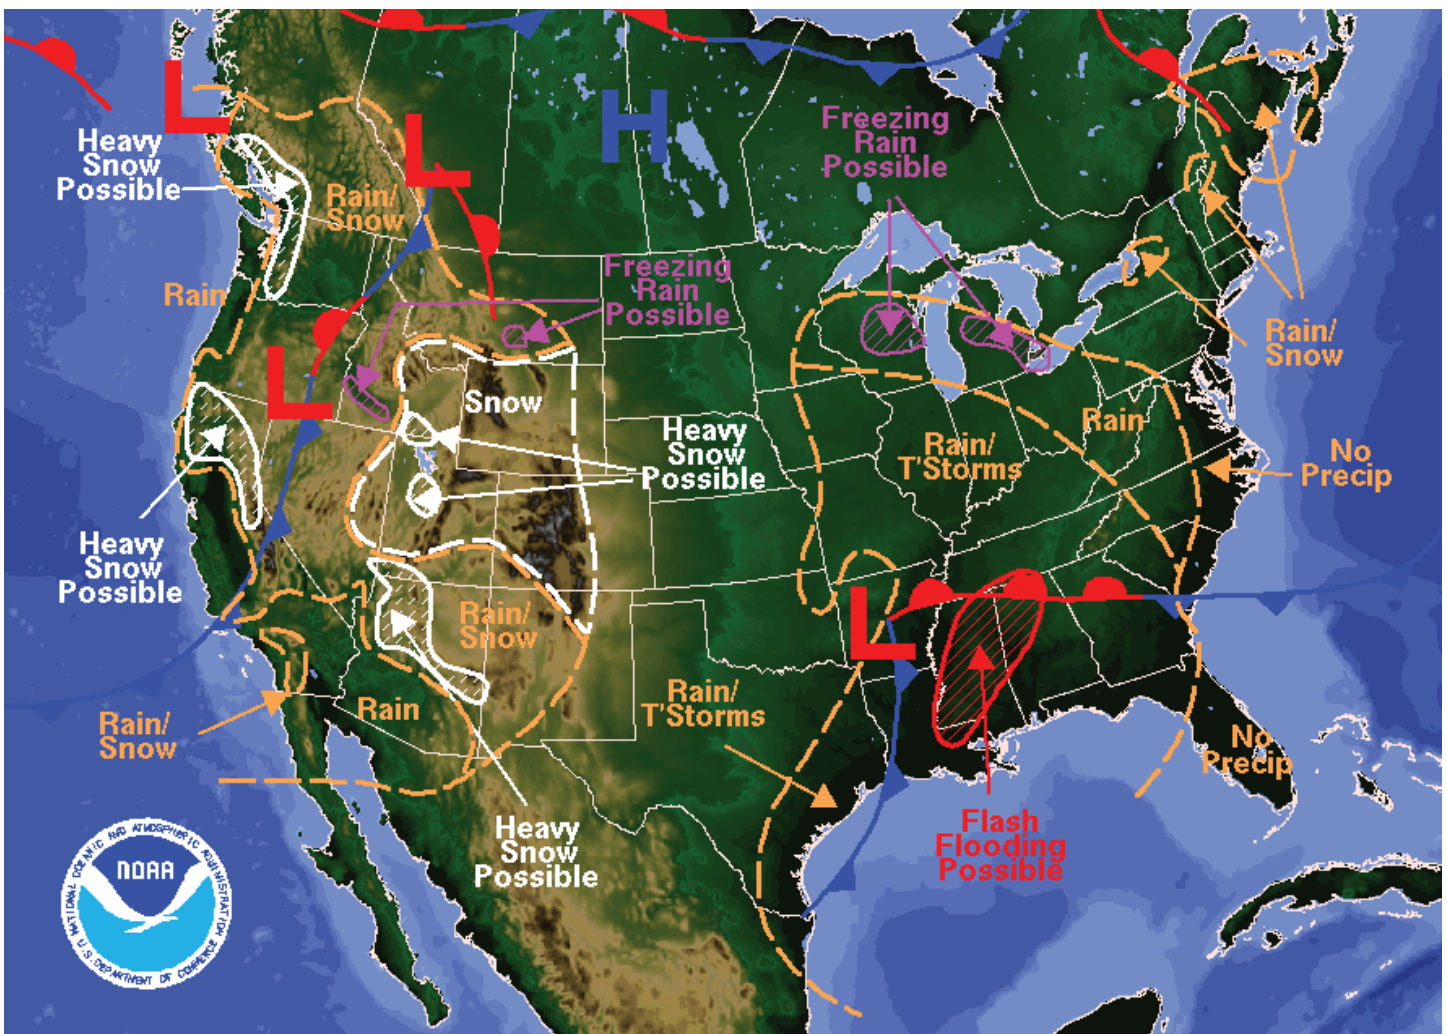 L
Heavy
Snow
Possible
L
H
Freezing
Rain
Possible
Rain/
Snow
Rain
Freezing
Rain
Possible
Rain/
Snow
L
Snow
Heavy
Snow
Possible
Rain/
T'Storms
Rain
No
Precip
Heavy
Snow
Possible
Rain/
Snow
L
Rain/
Snow
Rain
Rain/
T'Storms
No
Precip
Heavy
Snow
Possible
Flash
Flooding
Possible
NATIONAL OCEANIC AND ATMOSPHERIC ADMINISTRATION
NOAA
U.S. DEPARTMENT OF COMMERCE